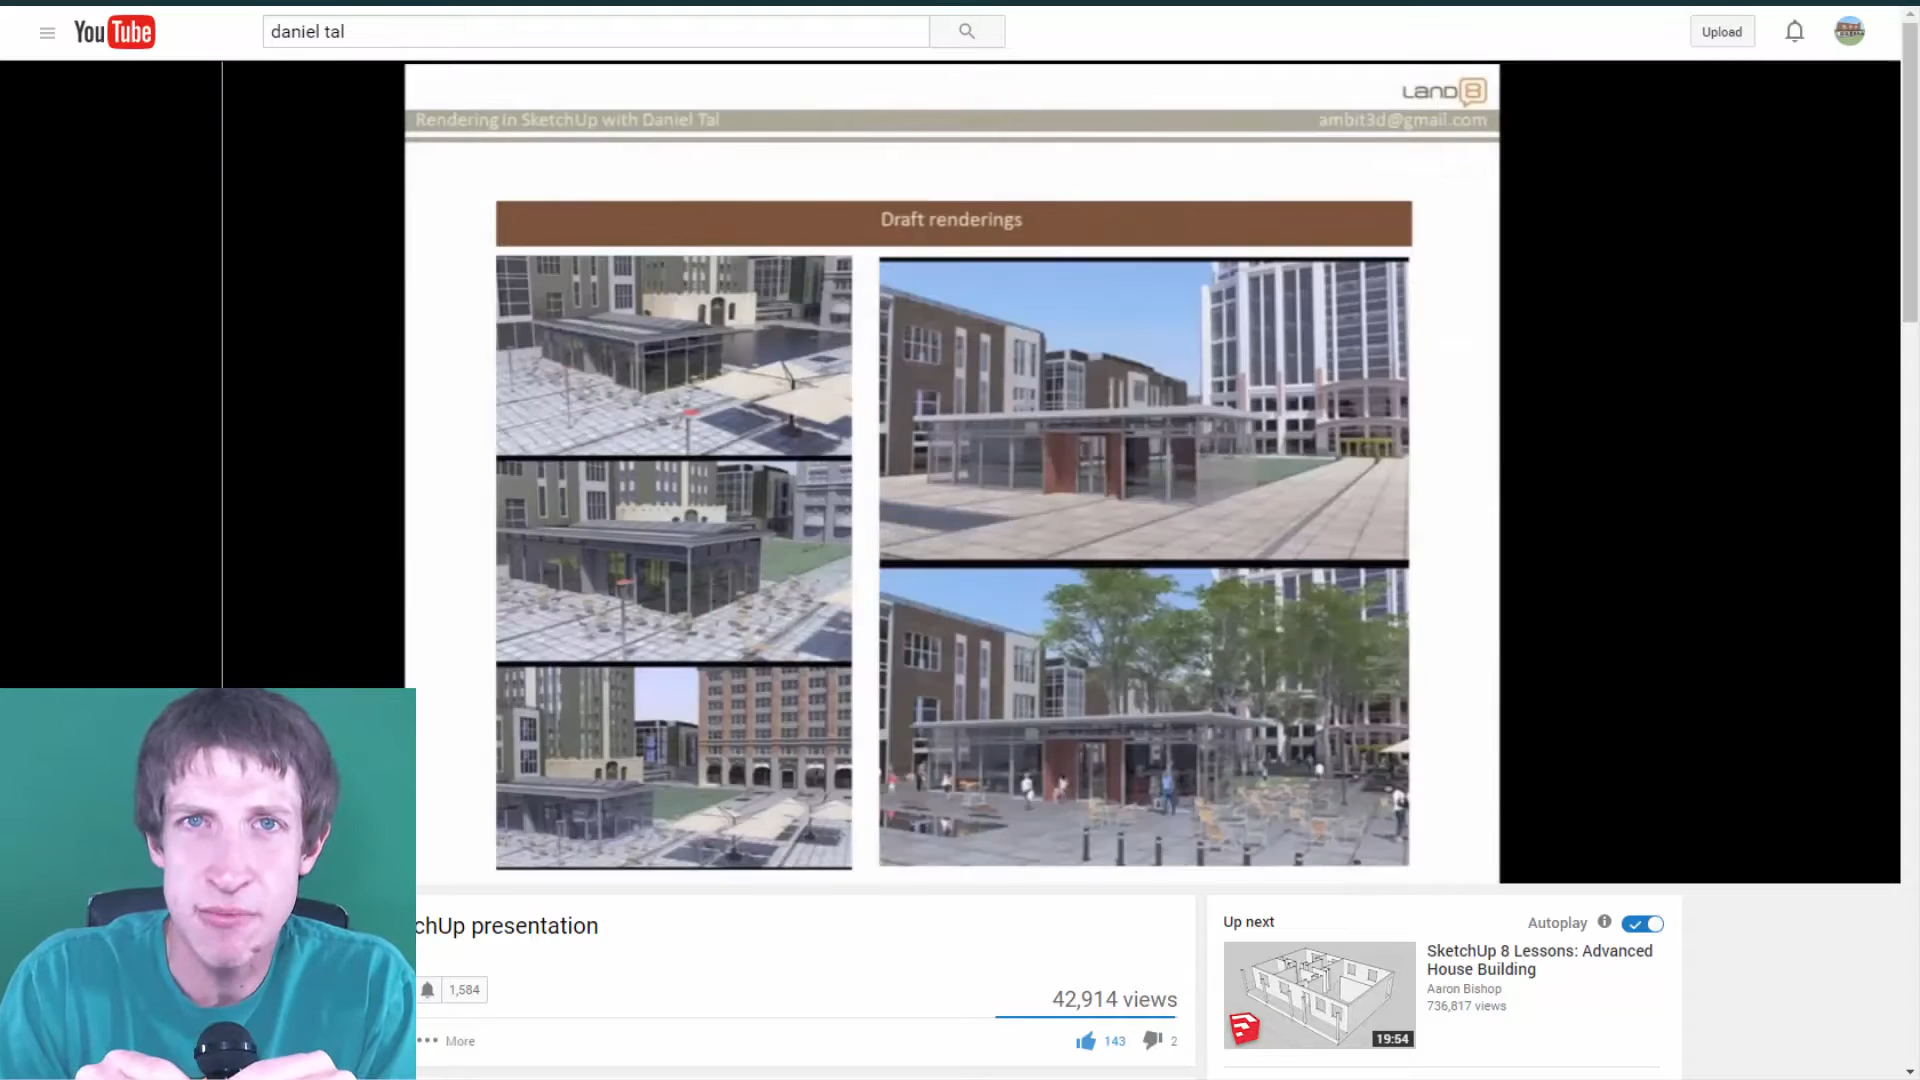 YouTube
daniel tal
Upload
LAND8
Rendering in SketchUp with Daniel Tal
ambit3d@gmail.com
Draft renderings
chUp presentation
1,584
42,914 views
More
143
2
Up next
Autoplay
SketchUp 8 Lessons: Advanced
House Building
Aaron Bishop
736,817 views
19:54